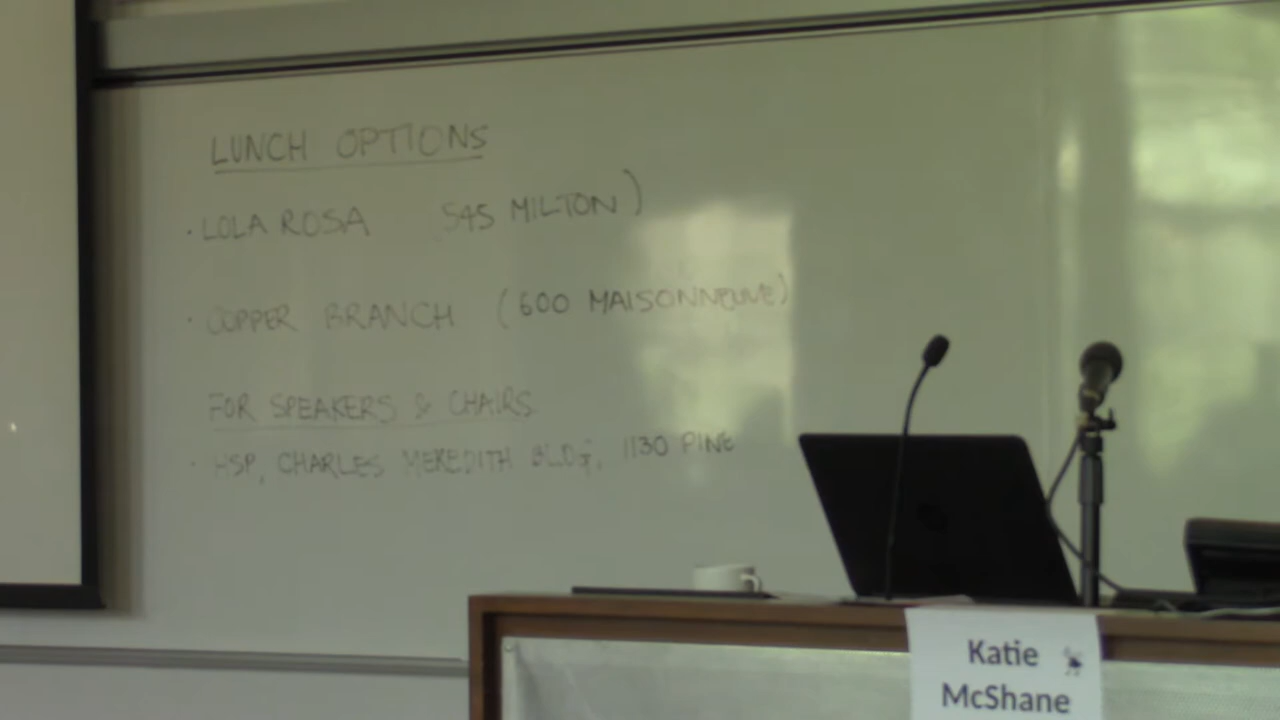 LUNCH OPTIONS
· LOLA ROSA 545 MILTON)
· COPPER BRANCH (600 MAISONNEUVE)
FOR SPEAKERS & CHAIRS
· HSP, CHARLES MEREDITH BLDG, 1130 PINE
Katie
McShane